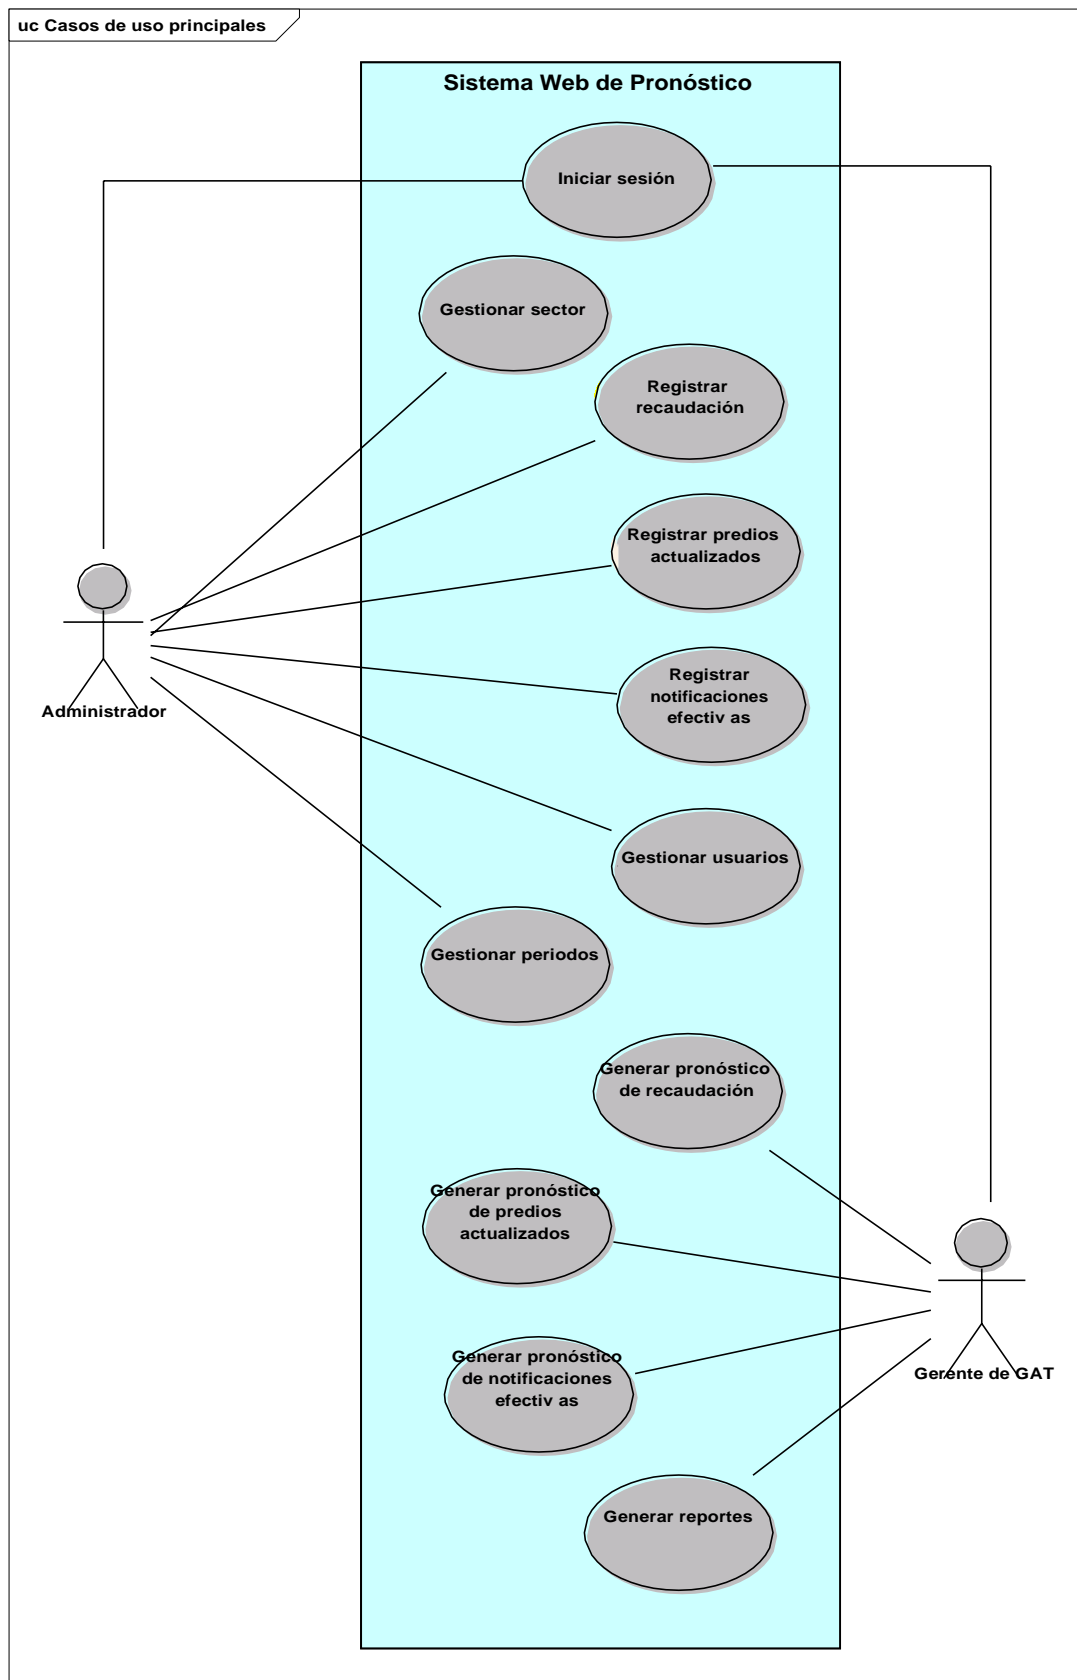 uc Casos de uso principales
Sistema Web de Pronóstico
Iniciar sesión
Gestionar sector
Registrar
recaudación
Registrar predios
actualizados
Registrar
notificaciones
efectiv as
Administrador
Gestionar usuarios
Gestionar periodos
Generar pronóstico
de recaudación
Generar pronóstico
de predios
actualizados
Generar pronóstico
de notificaciones
efectiv as
Gerente de GAT
Generar reportes